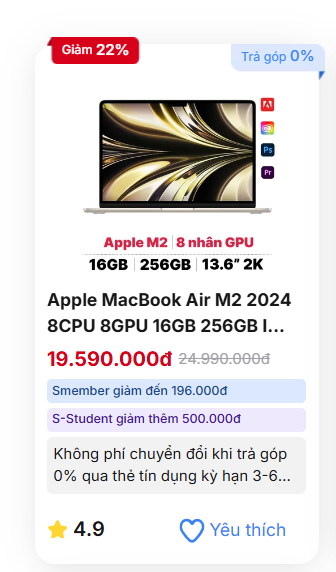 Giảm 22%
Trả góp 0%
Ps
Pr
Apple M2 | 8 nhân GPU
16GB | 256GB | 13.6” 2K
Apple MacBook Air M2 2024
8CPU 8GPU 16GB 256GB I...
19.590.000đ 24.990.000đ
Smember giảm đến 196.000đ
S-Student giảm thêm 500.000đ
Không phí chuyển đổi khi trả góp
0% qua thẻ tín dụng kỳ hạn 3-6...
4.9 Yêu thích